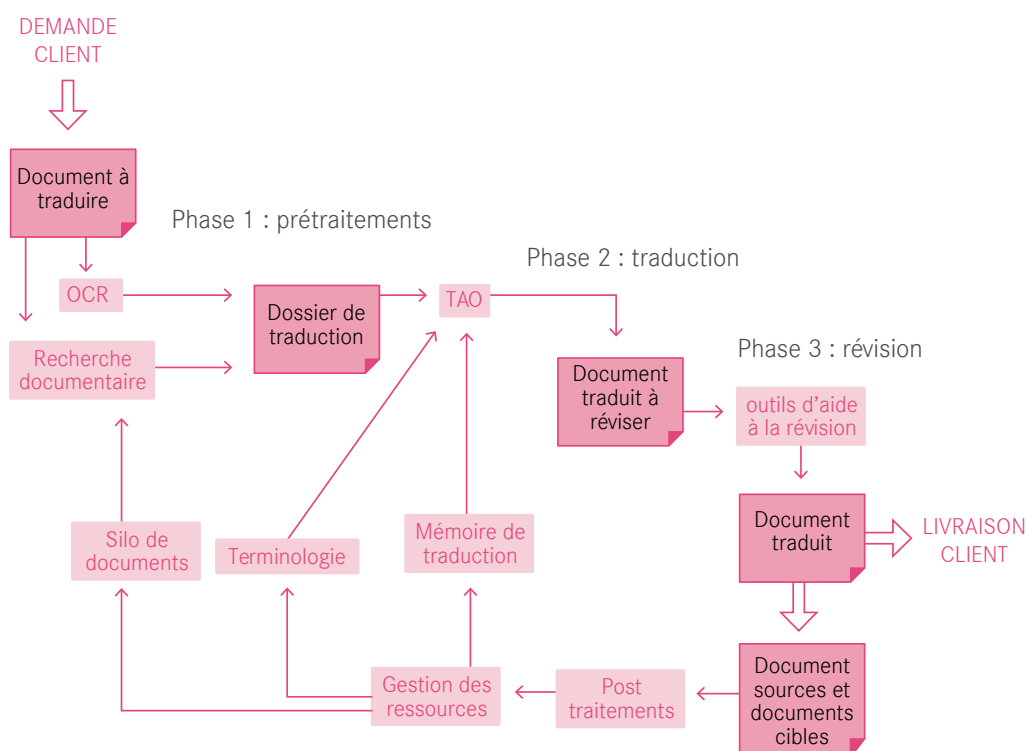 DEMANDE
CLIENT
Document à
traduire
Phase 1 : prétraitements
Phase 2 : traduction
OCR
Dossier de
traduction
TAO
Phase 3 : révision
Recherche
documentaire
Document
traduit à
réviser
outils d'aide
à la révision
Silo de
documents
Terminologie
Mémoire de
traduction
Document
traduit
LIVRAISON
CLIENT
Gestion des
ressources
Post
traitements
Document
sources et
documents
cibles